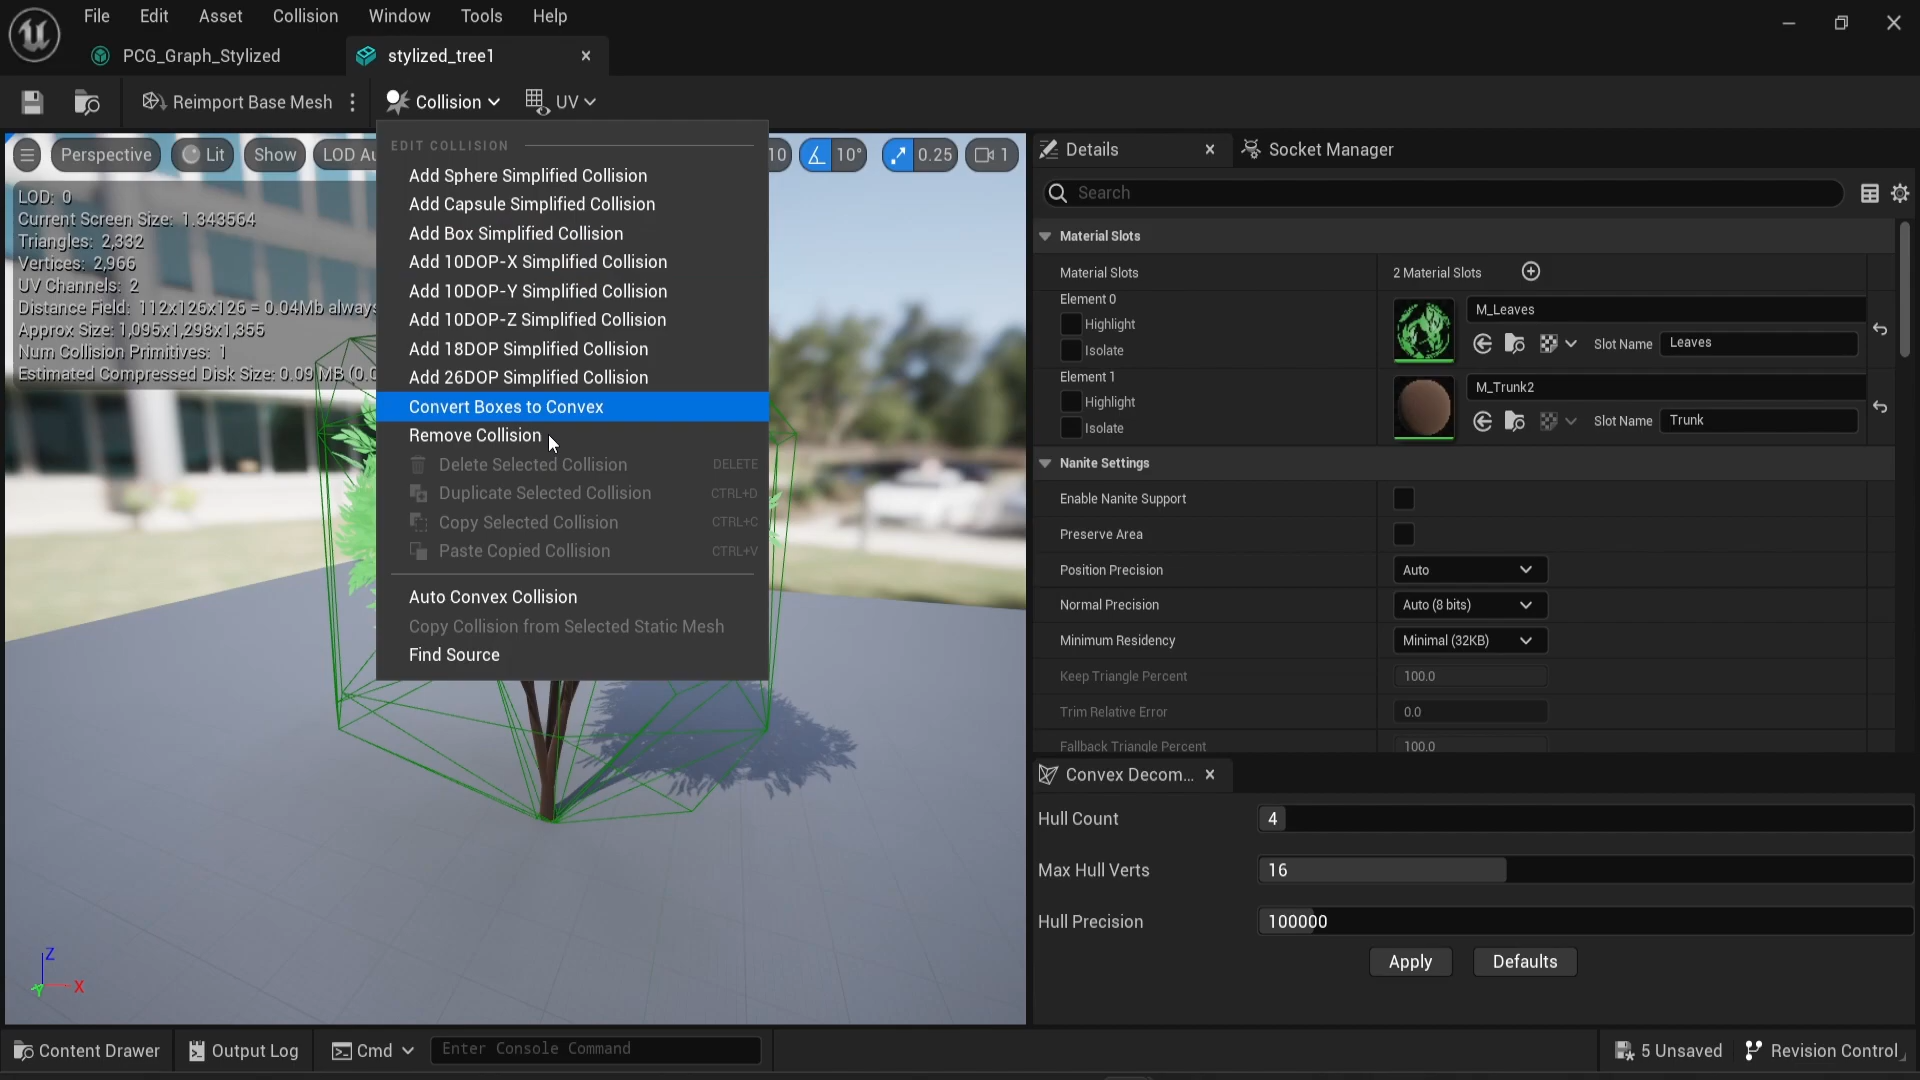 File Edit Asset Collision Window Tools Help
PCG_Graph_Stylized
stylized_tree1
Reimport Base Mesh
Collision
UV
Perspective
Lit
Show
LOD Au
10
10°
0.25
1
LOD: 0
Current Screen Size: 1.343564
Triangles: 2,332
Vertices: 2,966
UV Channels: 2
Distance Field: 112x126x126 = 0.04Mb always
Approx Size: 1,095x1,298x1,355
Num Collision Primitives: 1
Estimated Compressed Disk Size: 0.09 MB (0.0
EDIT COLLISION
Add Sphere Simplified Collision
Add Capsule Simplified Collision
Add Box Simplified Collision
Add 10DOP-X Simplified Collision
Add 10DOP-Y Simplified Collision
Add 10DOP-Z Simplified Collision
Add 18DOP Simplified Collision
Add 26DOP Simplified Collision
Convert Boxes to Convex
Remove Collision
Delete Selected Collision DELETE
Duplicate Selected Collision CTRL+D
Copy Selected Collision CTRL+C
Paste Copied Collision CTRL+V
Auto Convex Collision
Copy Collision from Selected Static Mesh
Find Source
Z
X
Y
Details
Socket Manager
Search
Material Slots
Material Slots 2 Material Slots
Element 0
Highlight
Isolate
M_Leaves
Slot Name Leaves
Element 1
Highlight
Isolate
M_Trunk2
Slot Name Trunk
Nanite Settings
Enable Nanite Support
Preserve Area
Position Precision Auto
Normal Precision Auto (8 bits)
Minimum Residency Minimal (32KB)
Keep Triangle Percent 100.0
Trim Relative Error 0.0
Fallback Triangle Percent 100.0
Convex Decom...
Hull Count 4
Max Hull Verts 16
Hull Precision 100000
Apply Defaults
Content Drawer
Output Log
Cmd
Enter Console Command
5 Unsaved
Revision Control